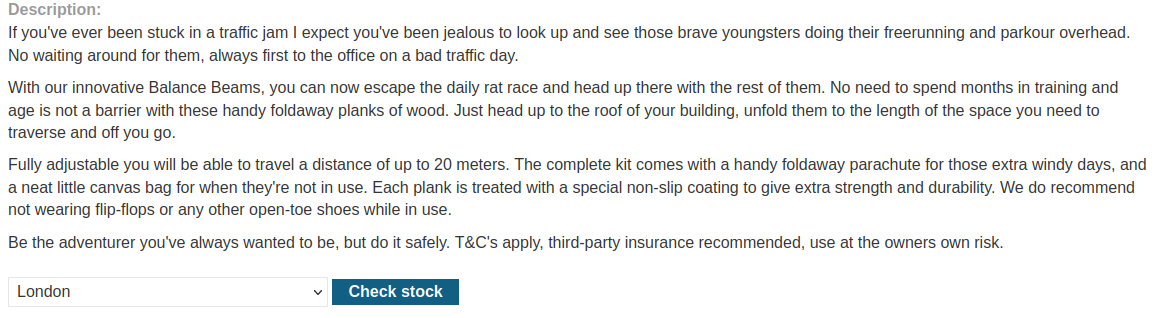 Description:
If you've ever been stuck in a traffic jam I expect you've been jealous to look up and see those brave youngsters doing their freerunning and parkour overhead.
No waiting around for them, always first to the office on a bad traffic day.
With our innovative Balance Beams, you can now escape the daily rat race and head up there with the rest of them. No need to spend months in training and
age is not a barrier with these handy foldaway planks of wood. Just head up to the roof of your building, unfold them to the length of the space you need to
traverse and off you go.
Fully adjustable you will be able to travel a distance of up to 20 meters. The complete kit comes with a handy foldaway parachute for those extra windy days, and
a neat little canvas bag for when they're not in use. Each plank is treated with a special non-slip coating to give extra strength and durability. We do recommend
not wearing flip-flops or any other open-toe shoes while in use.
Be the adventurer you've always wanted to be, but do it safely. T&C's apply, third-party insurance recommended, use at the owners own risk.
London Check stock